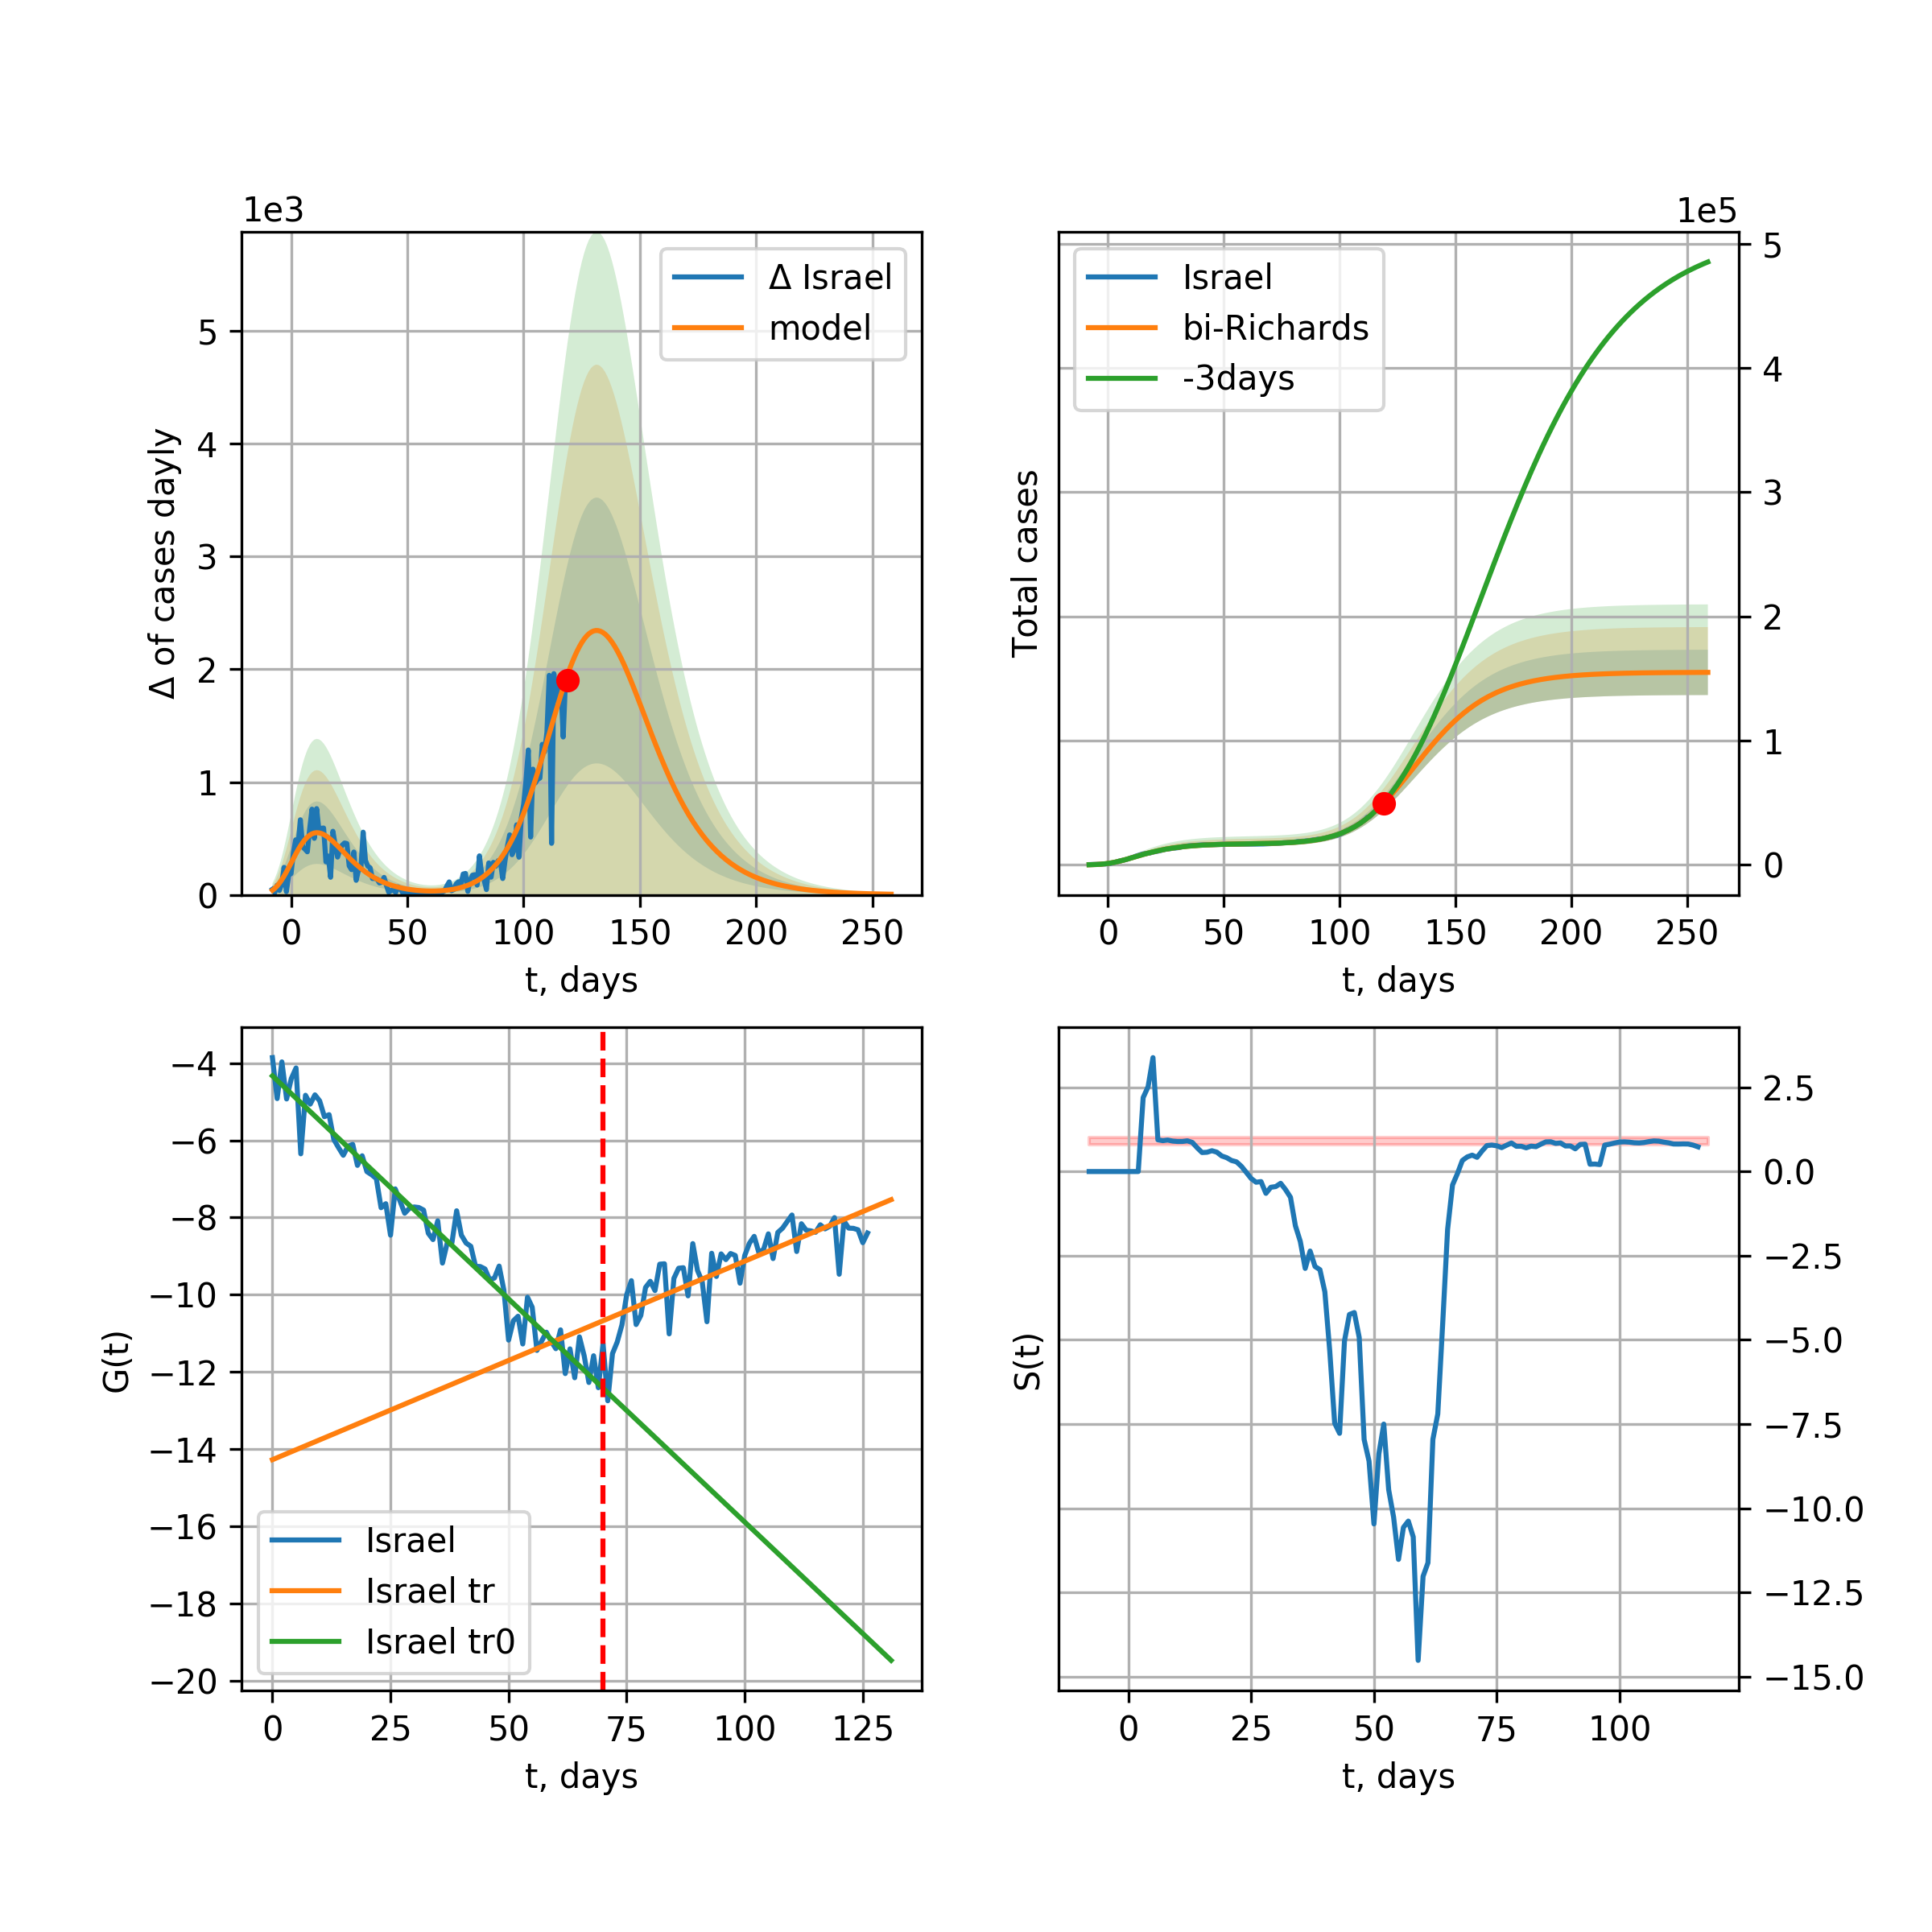 1e3
Δ of cases dayly
5
4
3
2
1
0
0 50 100 150 200 250
t, days
Δ Israel
model
1e5
Total cases
Israel
bi-Richards
-3days
5
4
3
2
1
0
0 50 100 150 200 250
t, days
G(t)
−4
−6
−8
−10
−12
−14
−16
−18
−20
Israel
Israel tr
Israel tr0
0 25 50 75 100 125
t, days
S(t)
2.5
0.0
−2.5
−5.0
−7.5
−10.0
−12.5
−15.0
0 25 50 75 100
t, days